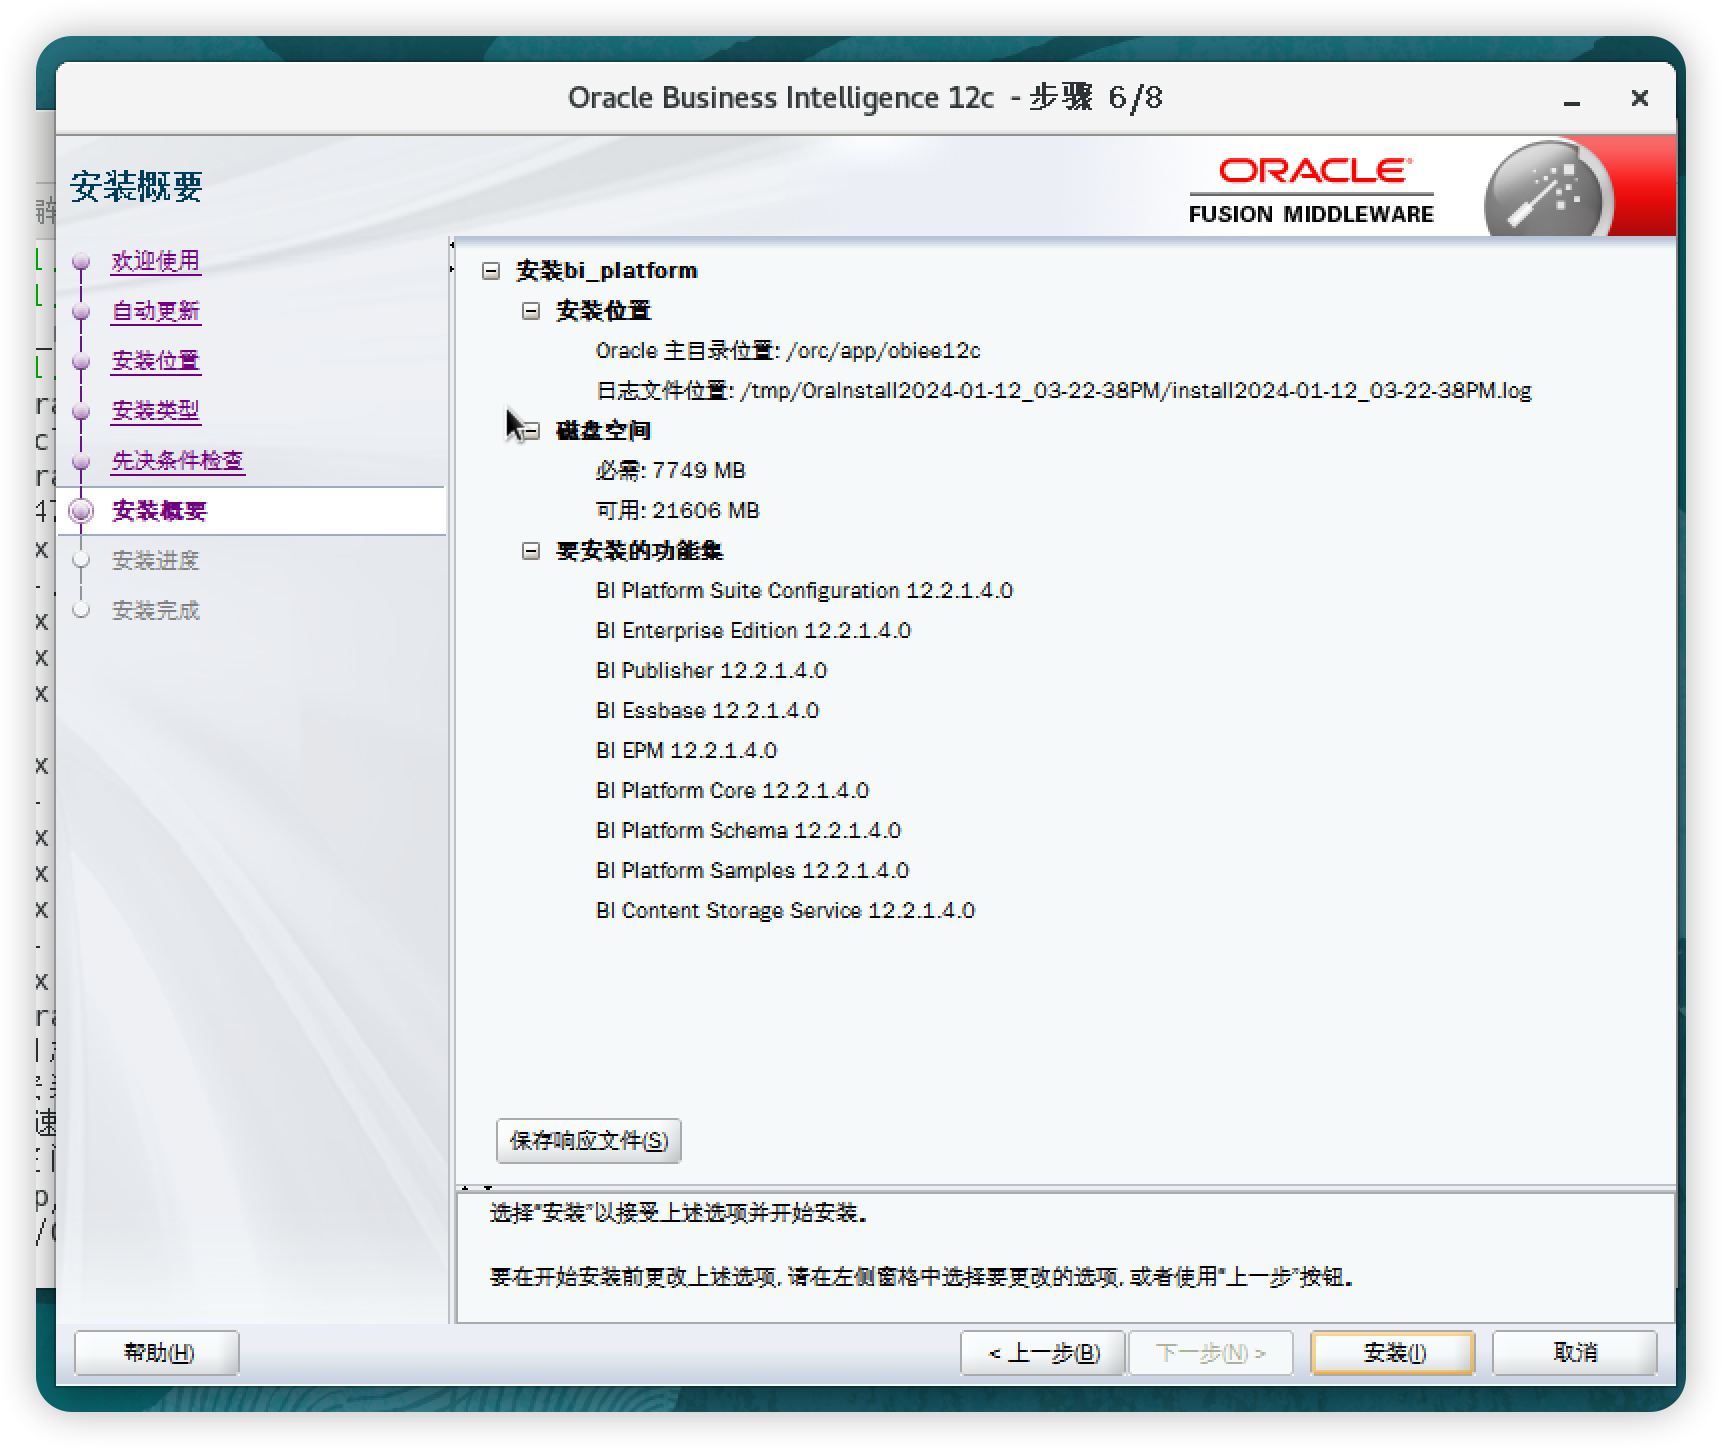 Oracle Business Intelligence 12c - 步骤 6/8
安装概要
ORACLE
FUSION MIDDLEWARE
欢迎使用
自动更新
安装位置
安装类型
先决条件检查
安装概要
安装进度
安装完成
安装bi_platform
安装位置
Oracle 主目录位置: /orc/app/obiee12c
日志文件位置: /tmp/OraInstall2024-01-12_03-22-38PM/install2024-01-12_03-22-38PM.log
磁盘空间
必需: 7749 MB
可用: 21606 MB
要安装的功能集
BI Platform Suite Configuration 12.2.1.4.0
BI Enterprise Edition 12.2.1.4.0
BI Publisher 12.2.1.4.0
BI Essbase 12.2.1.4.0
BI EPM 12.2.1.4.0
BI Platform Core 12.2.1.4.0
BI Platform Schema 12.2.1.4.0
BI Platform Samples 12.2.1.4.0
BI Content Storage Service 12.2.1.4.0
保存响应文件(S)
选择"安装"以接受上述选项并开始安装。
要在开始安装前更改上述选项, 请在左侧窗格中选择要更改的选项, 或者使用"上一步"按钮。
帮助(H)
< 上一步(B)
下一步(N) >
安装(I)
取消